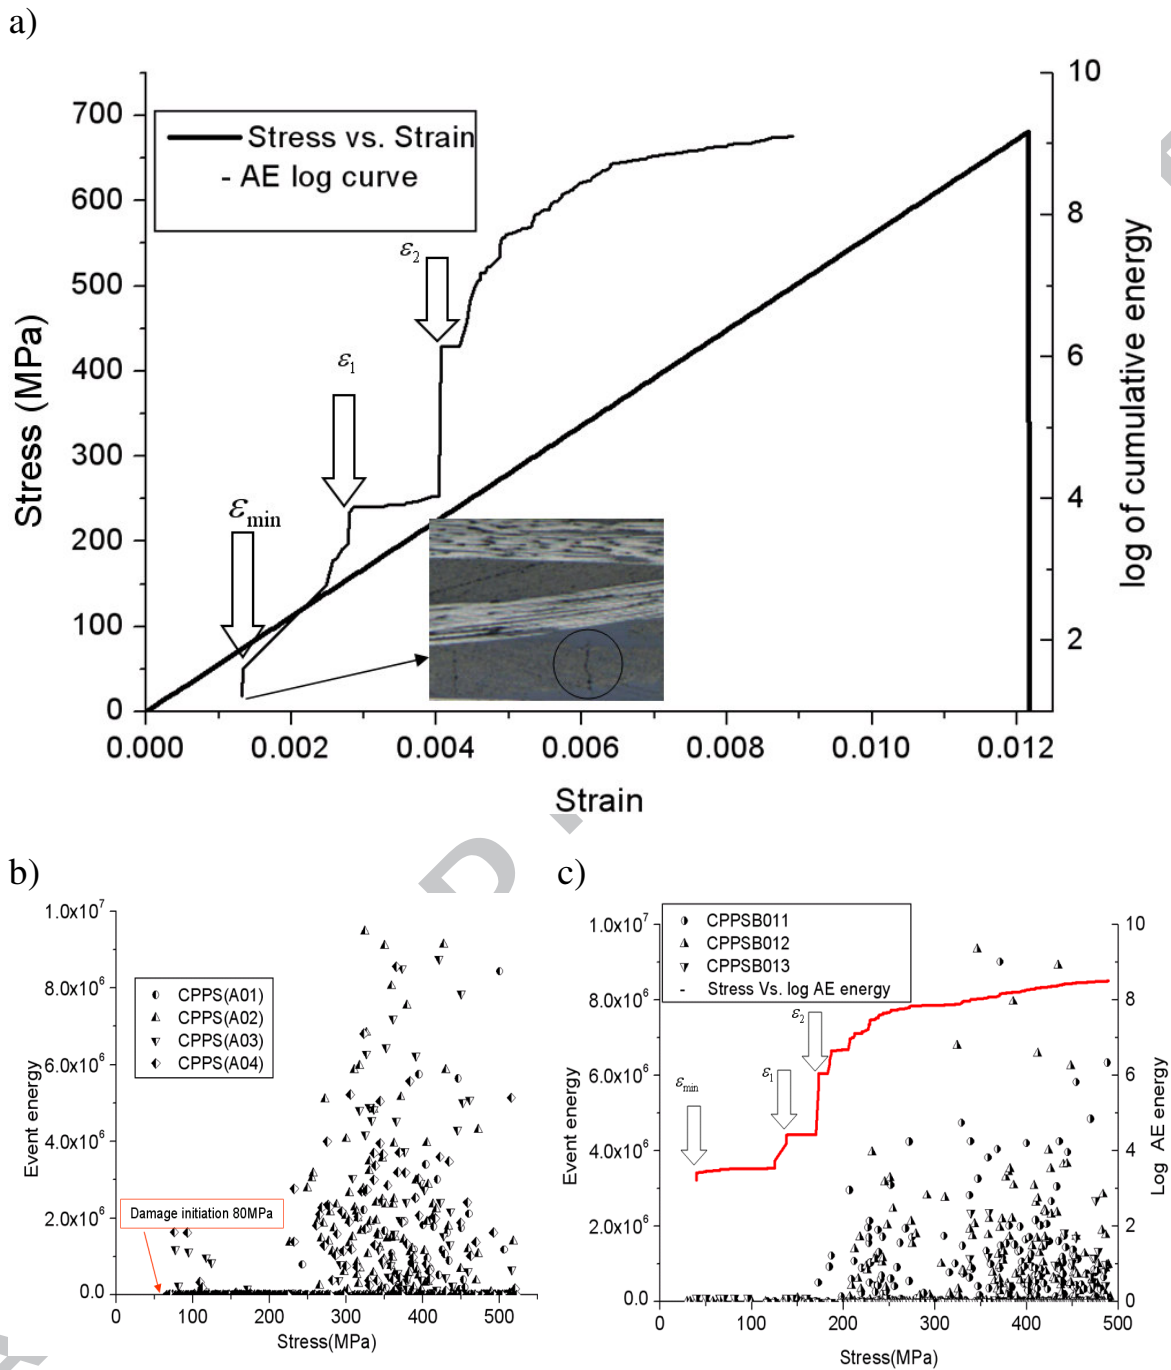 a)
700
600
500
400
300
200
100
0
Stress (MPa)
Stress vs. Strain
- AE log curve
ε2
ε1
εmin
10
8
6
4
2
log of cumulative energy
0.000 0.002 0.004 0.006 0.008 0.010 0.012
Strain
b)
1.0x10^7
8.0x10^6
6.0x10^6
4.0x10^6
2.0x10^6
0.0
Event energy
CPPS(A01)
CPPS(A02)
CPPS(A03)
CPPS(A04)
Damage initiation 80MPa
0 100 200 300 400 500
Stress(MPa)
c)
1.0x10^7
8.0x10^6
6.0x10^6
4.0x10^6
2.0x10^6
0.0
Event energy
CPPSB011
CPPSB012
CPPSB013
- Stress Vs. log AE energy
ε2
ε1
εmin
10
8
6
4
2
0
Log AE energy
0 100 200 300 400 500
Stress(MPa)